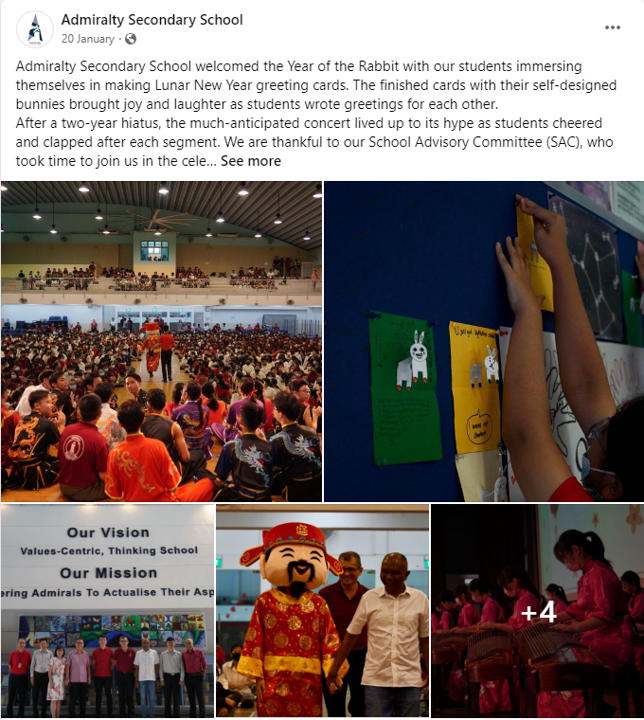 Admiralty Secondary School
20 January ·
Admiralty Secondary School welcomed the Year of the Rabbit with our students immersing
themselves in making Lunar New Year greeting cards. The finished cards with their self-designed
bunnies brought joy and laughter as students wrote greetings for each other.
After a two-year hiatus, the much-anticipated concert lived up to its hype as students cheered
and clapped after each segment. We are thankful to our School Advisory Committee (SAC), who
took time to join us in the cele... See more
Our Vision
Values-Centric, Thinking School
Our Mission
ering Admirals To Actualise Their Asp
+4